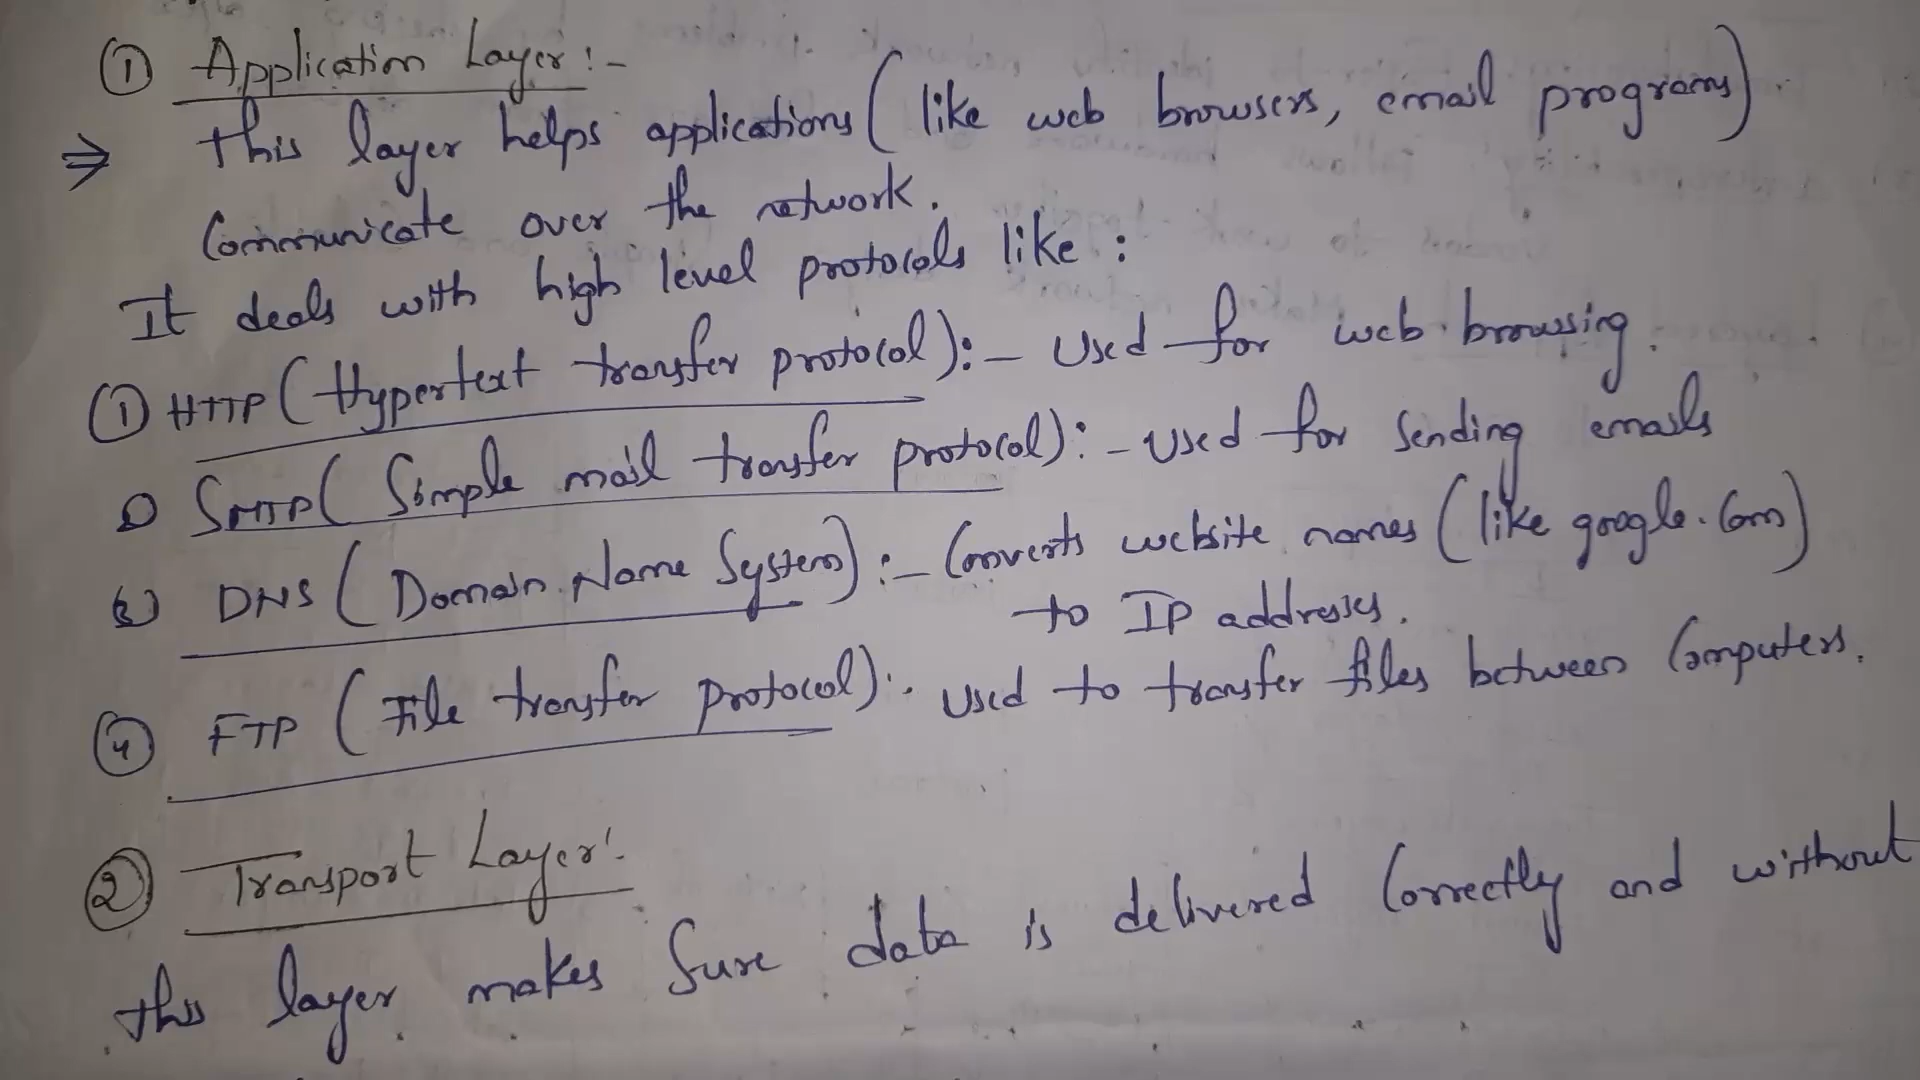 ① Application Layer :-
⇒ this layer helps applications ( like web browsers, email programs)
Communicate over the network.
It deals with high level protocols like :
① HTTP ( Hypertext transfer protocol ) :- Used for web browsing.
② SMTP ( Simple mail transfer protocol) :- Used for Sending emails
③ DNS ( Domain Name System) :- Converts website names ( like google.com)
to IP addresses.
④ FTP ( File transfer protocol) :- Used to transfer files between Computers.
② Transport Layer :-
this layer makes Sure data is delivered Correctly and without